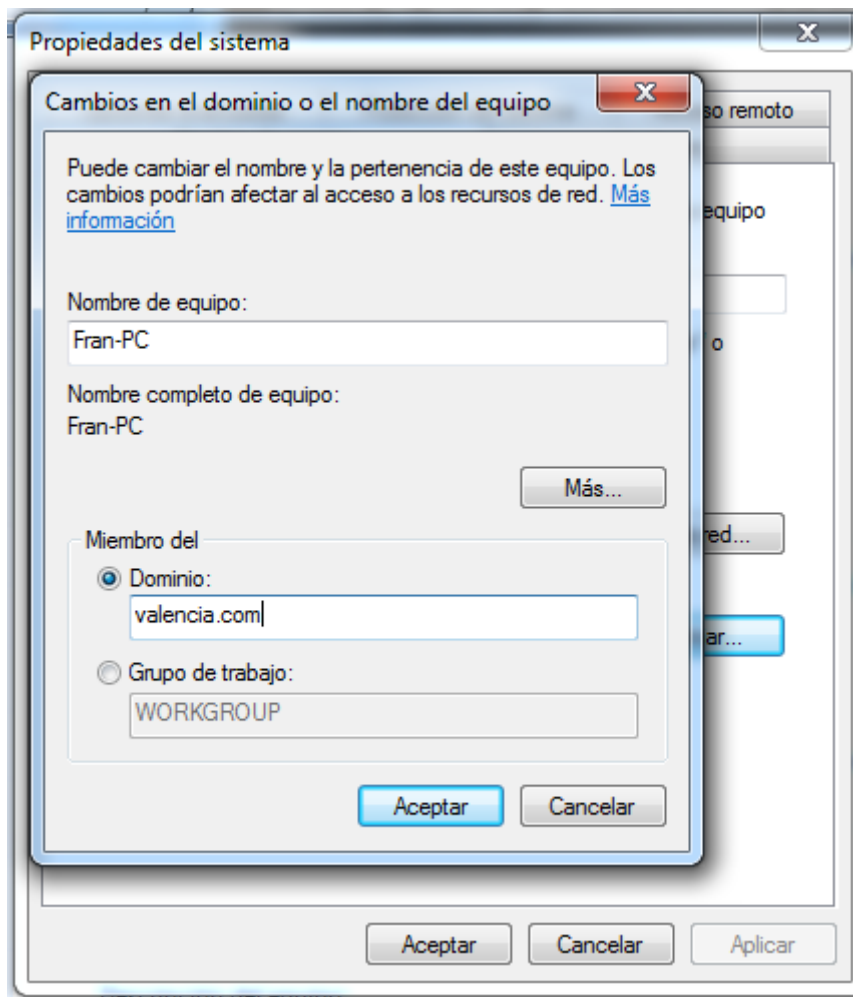 Propiedades del sistema
Cambios en el dominio o el nombre del equipo
so remoto
Puede cambiar el nombre y la pertenencia de este equipo. Los
cambios podrían afectar al acceso a los recursos de red. Más
información
equipo
Nombre de equipo:
Fran-PC
o
Nombre completo de equipo:
Fran-PC
Más...
red...
Miembro del
Dominio:
valencia.com
ar...
Grupo de trabajo:
WORKGROUP
Aceptar
Cancelar
Aceptar
Cancelar
Aplicar